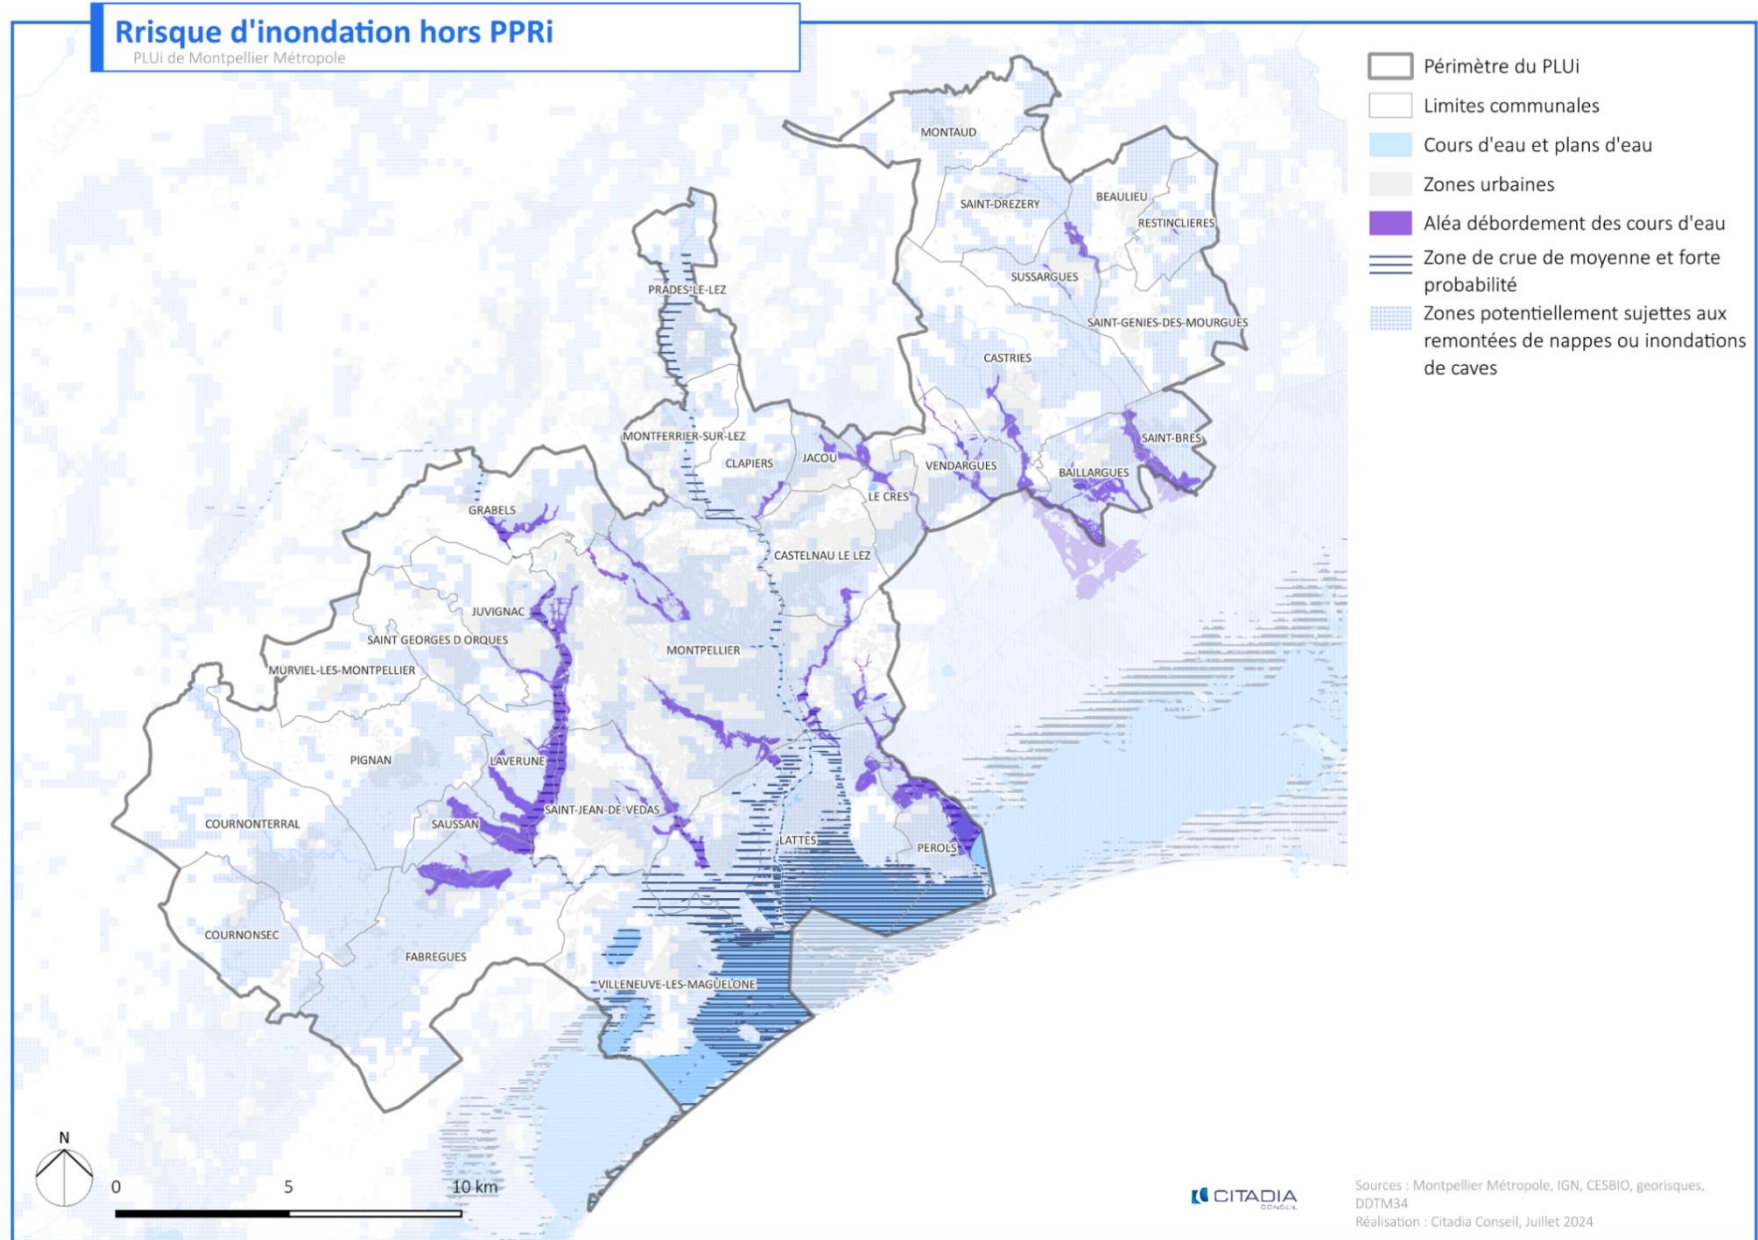 Rrisque d'inondation hors PPRi
PLUi de Montpellier Métropole
Périmètre du PLUi
Limites communales
Cours d'eau et plans d'eau
Zones urbaines
Aléa débordement des cours d'eau
Zone de crue de moyenne et forte
probabilité
Zones potentiellement sujettes aux
remontées de nappes ou inondations
de caves
MONTAUD
BEAULIEU
SAINT-DREZERY
RESTINCLIERES
SUSSARGUES
PRADES-LE-LEZ
SAINT-GENIES-DES-MOURGUES
CASTRIES
MONTFERRIER-SUR-LEZ
SAINT-BRES
CLAPIERS
JACOU
VENDARGUES
BAILLARGUES
LE CRES
GRABELS
CASTELNAU LE LEZ
JUVIGNAC
SAINT GEORGES D ORQUES
MONTPELLIER
MURVIEL-LES-MONTPELLIER
PIGNAN
LAVERUNE
SAINT-JEAN-DE-VEDAS
COURNONTERRAL
SAUSSAN
LATTES
PEROLS
COURNONSEC
FABREGUES
VILLENEUVE-LES-MAGUELONE
N
0 5 10 km
CITADIA
CONSEIL
Sources : Montpellier Métropole, IGN, CESBIO, georisques,
DDTM34
Réalisation : Citadia Conseil, Juillet 2024